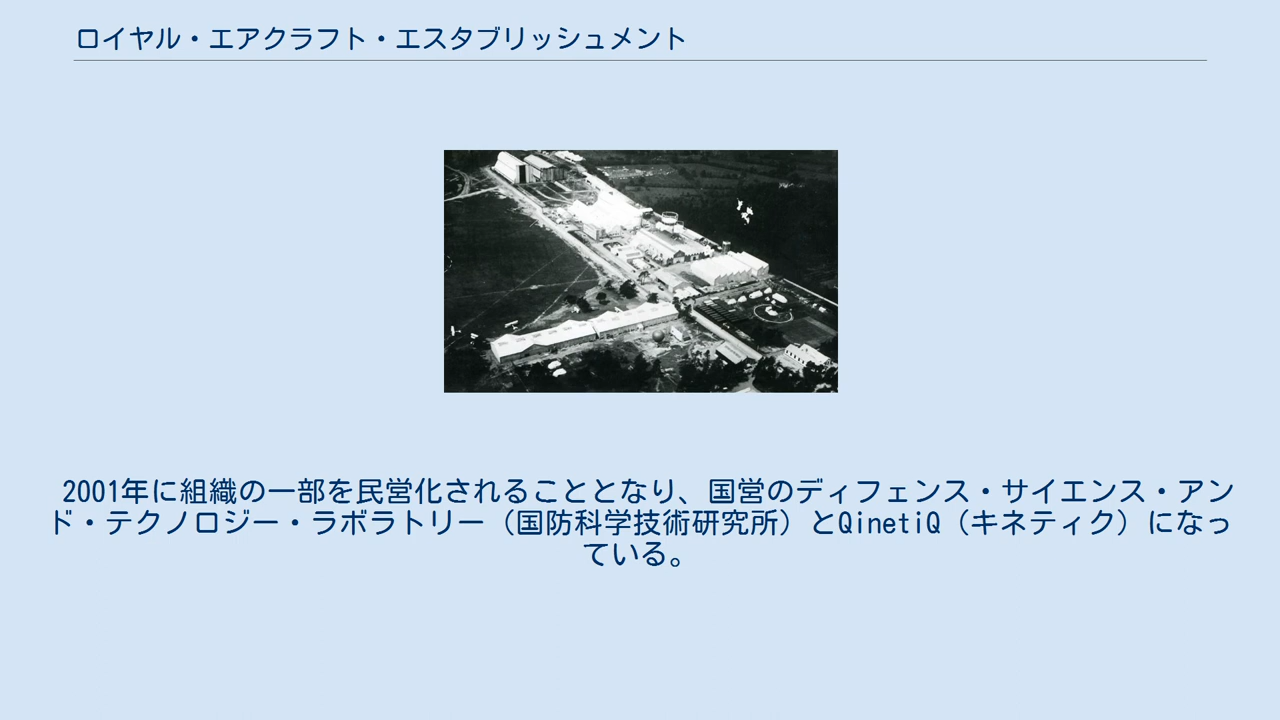 ロイヤル・エアクラフト・エスタブリッシュメント
2001年に組織の一部を民営化されることとなり、国営のディフェンス・サイエンス・アン
ド・テクノロジー・ラボラトリー（国防科学技術研究所）とQinetiQ（キネティク）になっ
ている。